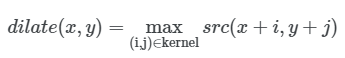 dilate(x, y) = max src(x + i, y + j)
(i,j)∈kernel